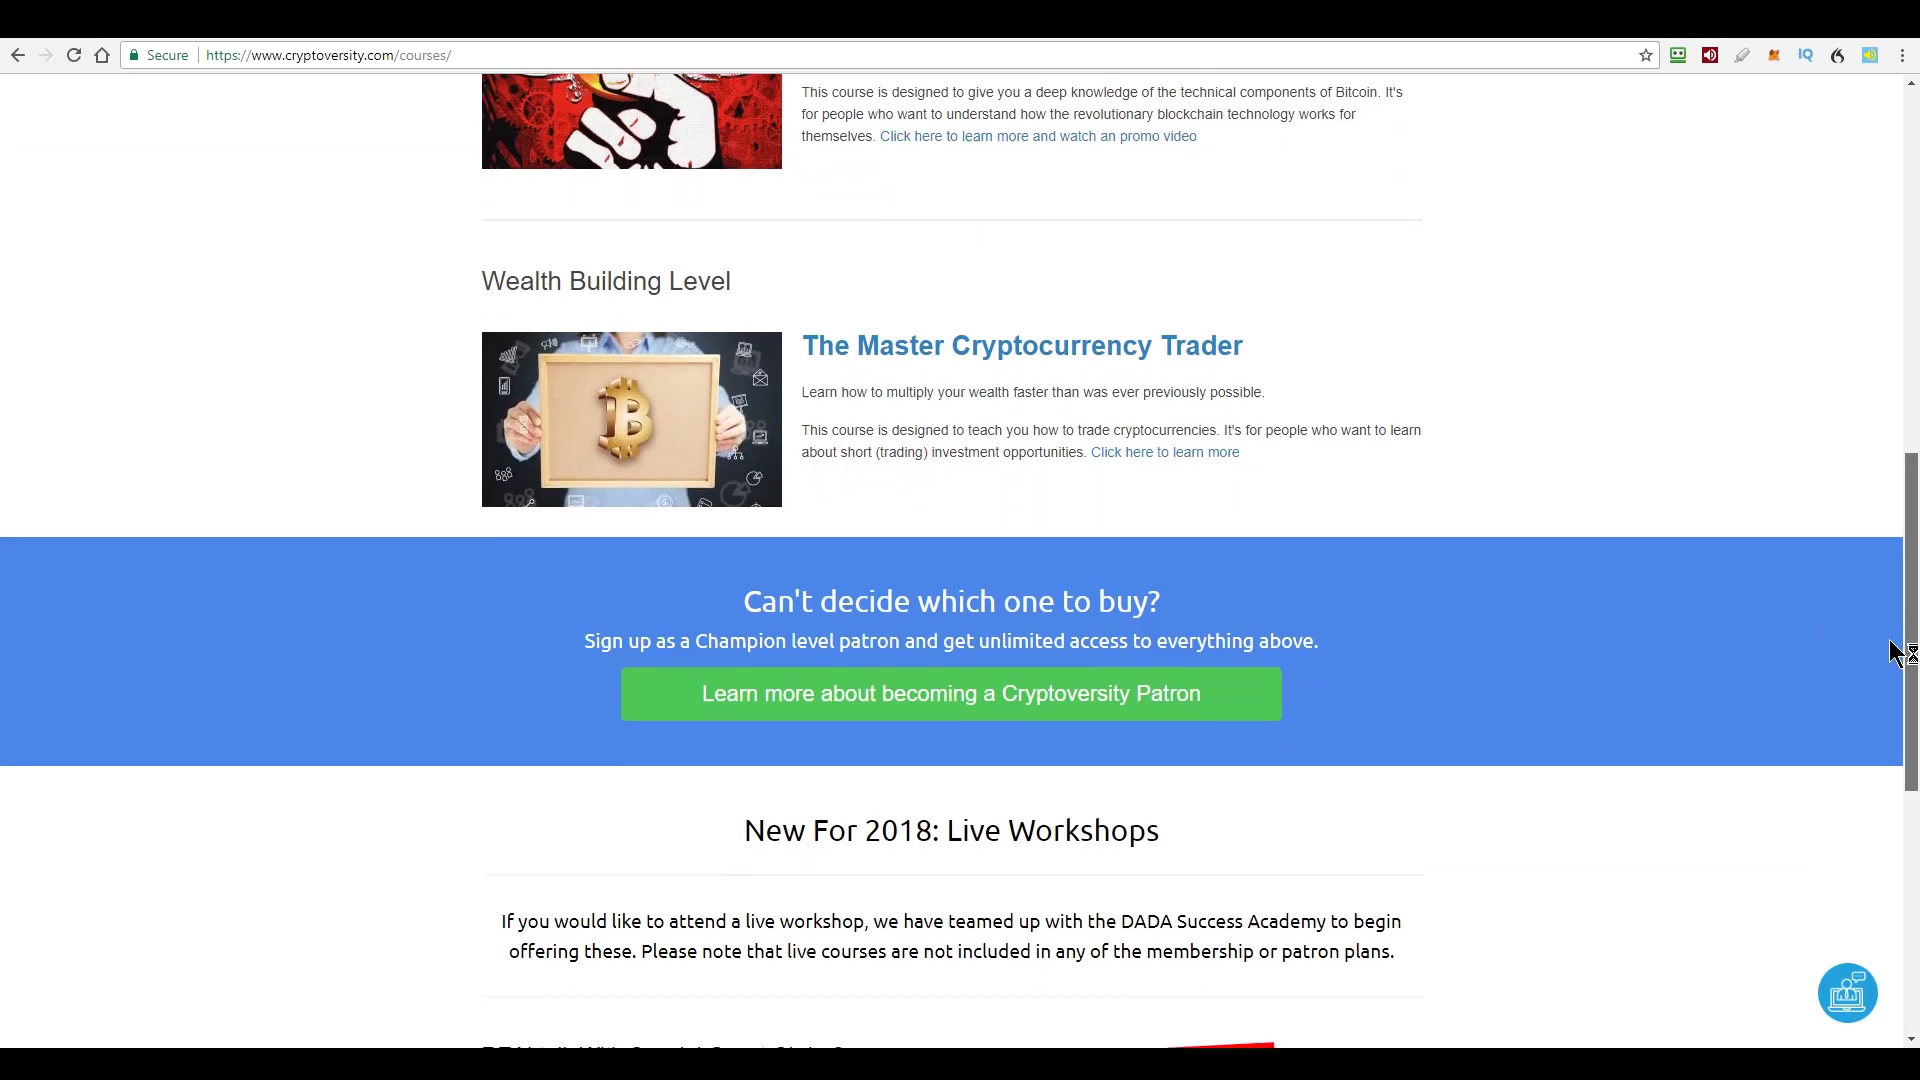 Secure https://www.cryptoversity.com/courses/
This course is designed to give you a deep knowledge of the technical components of Bitcoin. It's
for people who want to understand how the revolutionary blockchain technology works for
themselves. Click here to learn more and watch an promo video
Wealth Building Level
The Master Cryptocurrency Trader
Learn how to multiply your wealth faster than was ever previously possible.
This course is designed to teach you how to trade cryptocurrencies. It's for people who want to learn
about short (trading) investment opportunities. Click here to learn more
Can't decide which one to buy?
Sign up as a Champion level patron and get unlimited access to everything above.
Learn more about becoming a Cryptoversity Patron
New For 2018: Live Workshops
If you would like to attend a live workshop, we have teamed up with the DADA Success Academy to begin
offering these. Please note that live courses are not included in any of the membership or patron plans.